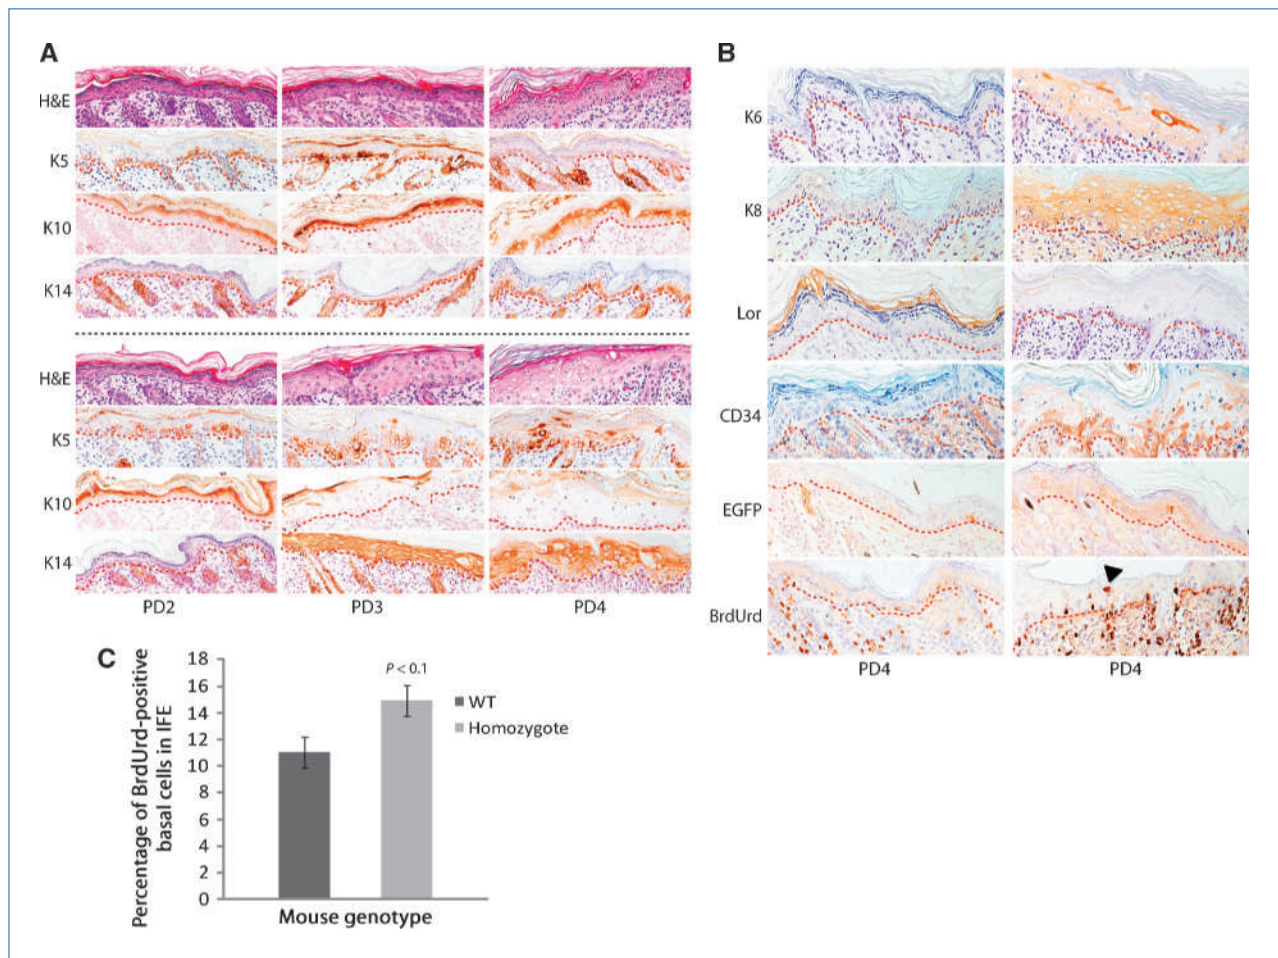 A
H&E
K5
K10
K14
H&E
K5
K10
K14
PD2
PD3
PD4
B
K6
K8
Lor
CD34
EGFP
BrdUrd
PD4
PD4
C
Percentage of BrdUrd-positive
basal cells in IFE
18
16
14
12
10
8
6
4
2
0
P < 0.1
WT
Homozygote
Mouse genotype